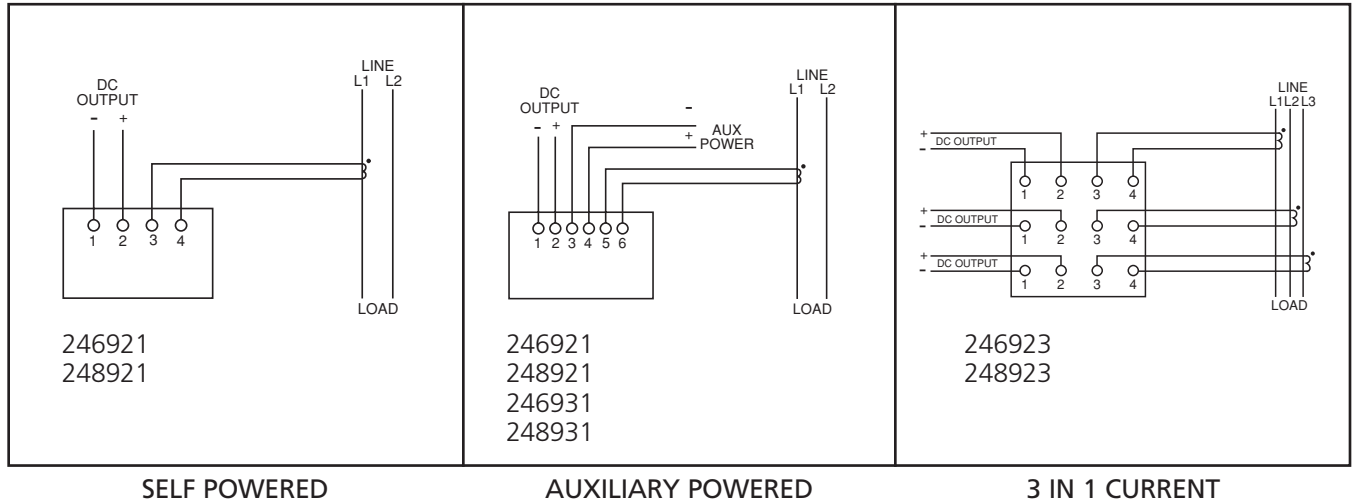 DC
OUTPUT
- +
LINE
L1 L2
1 2 3 4
LOAD
246921
248921
SELF POWERED
DC
OUTPUT
- +
-
+ AUX
POWER
LINE
L1 L2
1 2 3 4 5 6
LOAD
246921
248921
246931
248931
AUXILIARY POWERED
LINE
L1 L2 L3
+
- DC OUTPUT
1 2 3 4
+
- DC OUTPUT
1 2 3 4
+
- DC OUTPUT
1 2 3 4
LOAD
246923
248923
3 IN 1 CURRENT